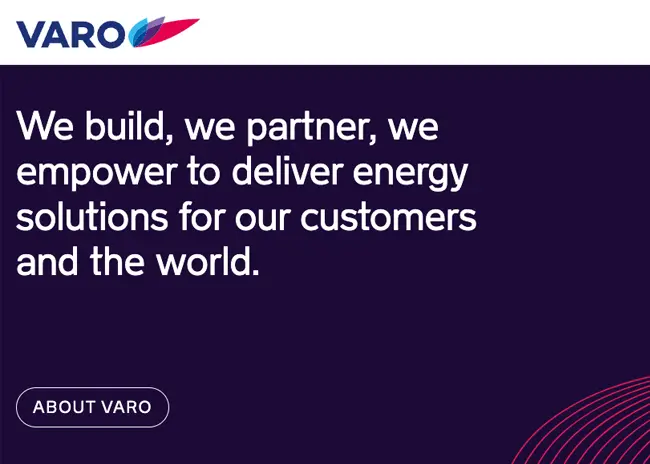 VARO
We build, we partner, we
empower to deliver energy
solutions for our customers
and the world.
ABOUT VARO